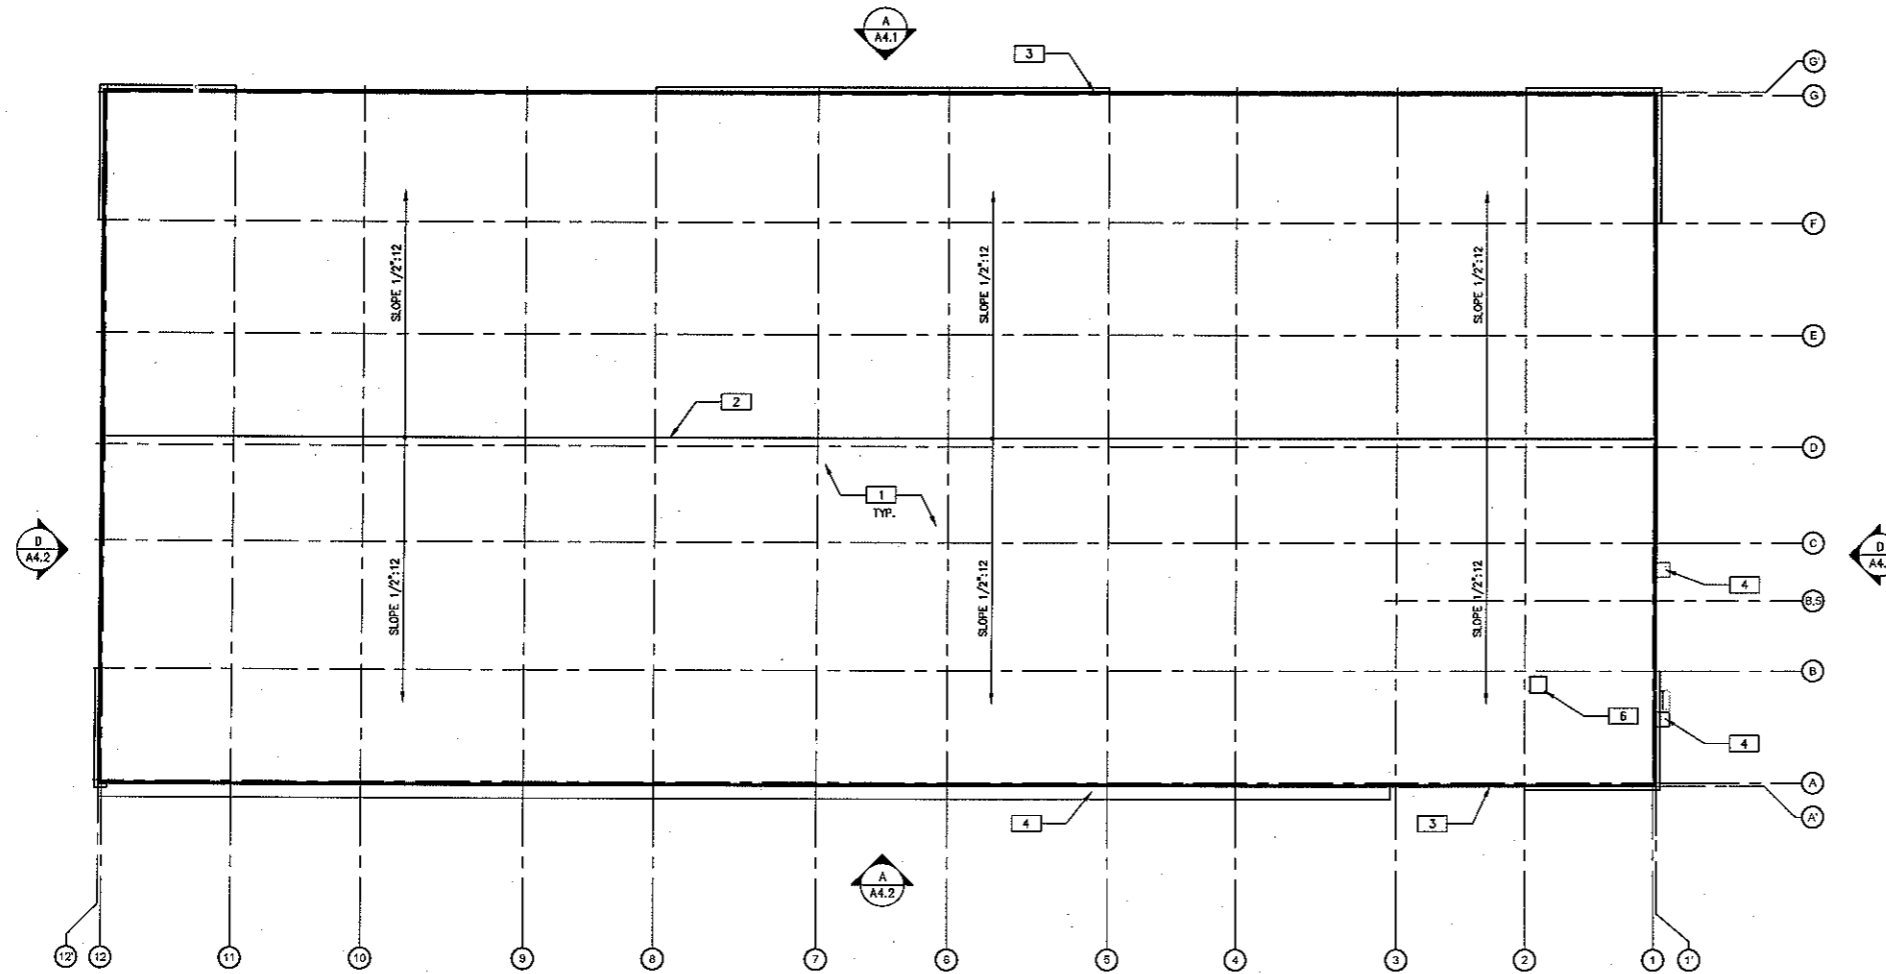 A
A4.1
3
G'
G
F
SLOPE 1/2":12
SLOPE 1/2":12
SLOPE 1/2":12
E
2
D
1
TYP.
D
A4.2
C
D
4
SLOPE 1/2":12
SLOPE 1/2":12
SLOPE 1/2":12
B.5
B
6
4
A
4
3
A'
A
A4.2
12'
12
11
10
9
8
7
6
5
4
3
2
1
1'